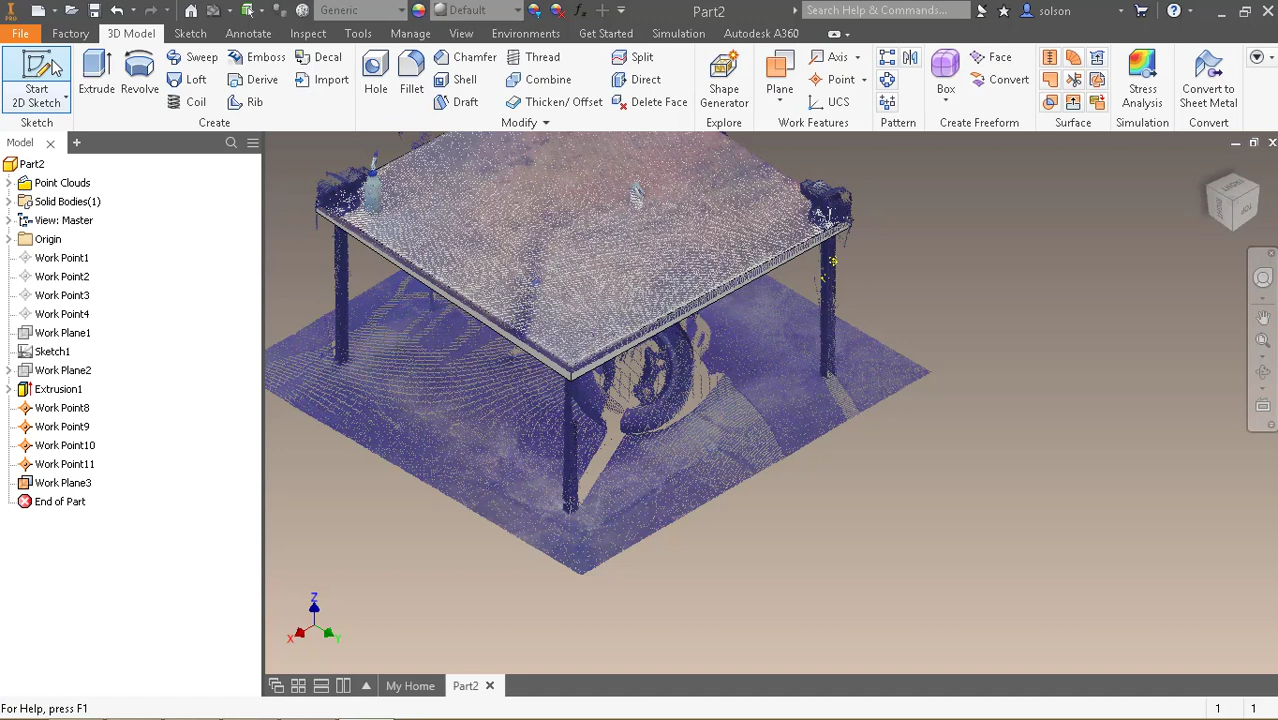 PRO
Generic
Default
Part2
Search Help & Commands...
solson
File
Factory
3D Model
Sketch
Annotate
Inspect
Tools
Manage
View
Environments
Get Started
Simulation
Autodesk A360
Start
2D Sketch
Sketch
Extrude
Revolve
Sweep
Emboss
Decal
Loft
Derive
Import
Coil
Rib
Create
Hole
Fillet
Chamfer
Thread
Split
Shell
Combine
Direct
Draft
Thicken/ Offset
Delete Face
Modify
Shape
Generator
Explore
Plane
Axis
Point
UCS
Work Features
Pattern
Box
Face
Convert
Create Freeform
Surface
Stress
Analysis
Simulation
Convert to
Sheet Metal
Convert
Model
Part2
Point Clouds
Solid Bodies(1)
View: Master
Origin
Work Point1
Work Point2
Work Point3
Work Point4
Work Plane1
Sketch1
Work Plane2
Extrusion1
Work Point8
Work Point9
Work Point10
Work Point11
Work Plane3
End of Part
TOP
Z
X
Y
My Home
Part2
For Help, press F1
1
1